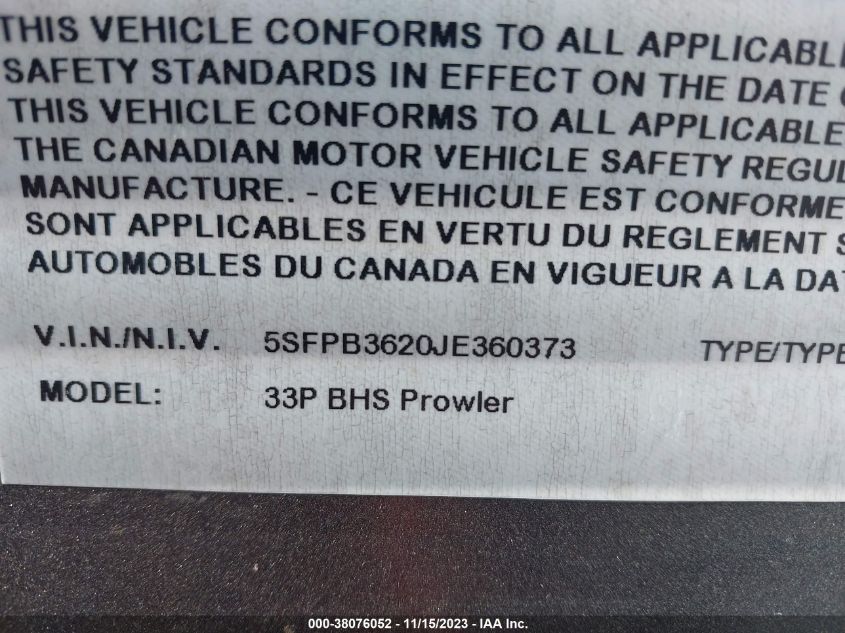 THIS VEHICLE CONFORMS TO ALL APPLICABLE
SAFETY STANDARDS IN EFFECT ON THE DATE
THIS VEHICLE CONFORMS TO ALL APPLICABLE
THE CANADIAN MOTOR VEHICLE SAFETY REGUL
MANUFACTURE. - CE VEHICULE EST CONFORME
SONT APPLICABLES EN VERTU DU REGLEMENT S
AUTOMOBLES DU CANADA EN VIGUEUR A LA DAT
V.I.N./N.I.V. 5SFPB3620JE360373 TYPE/TYPE
MODEL: 33P BHS Prowler
000-38076052 - 11/15/2023 - IAA Inc.